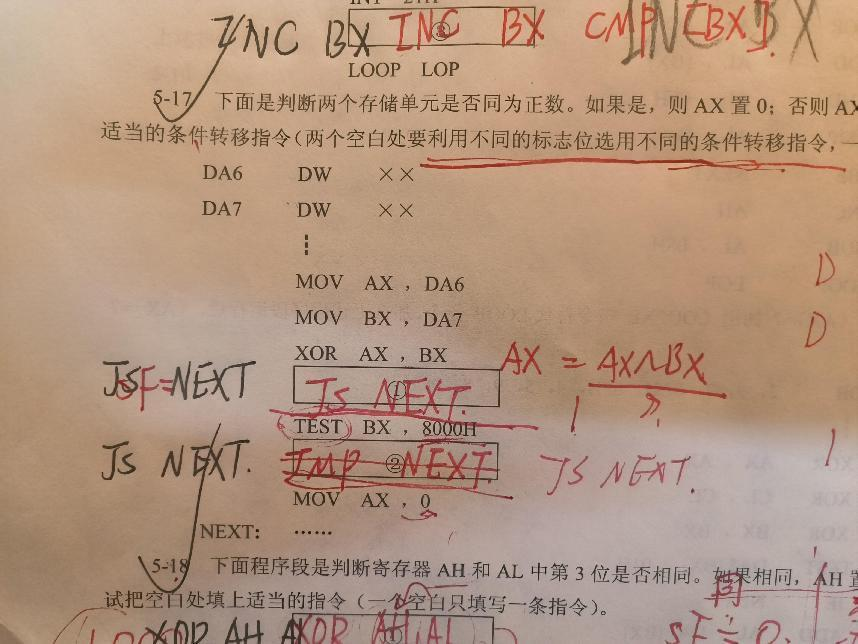 INC BX INC ③ BX CMP [BX] INC BX
LOOP LOP
5-17 下面是判断两个存储单元是否同为正数。如果是，则 AX 置 0；否则 AX
适当的条件转移指令（两个空白处要利用不同的标志位选用不同的条件转移指令，一
DA6 DW ××
DA7 DW ××
⋮
MOV AX , DA6 D
MOV BX , DA7 D
XOR AX , BX AX = AX∧BX
JS NEXT JS NEXT. ① 1 ?
TEST BX , 8000H 1
JS NEXT. JMP ② NEXT. JS NEXT.
MOV AX , 0
NEXT: ……
5-18 下面程序段是判断寄存器 AH 和 AL 中第 3 位是否相同。如果相同，AH 置
试把空白处填上适当的指令（一个空白只填写一条指令）。 同
XOR AH A XOR AH, AL ① SF = 0